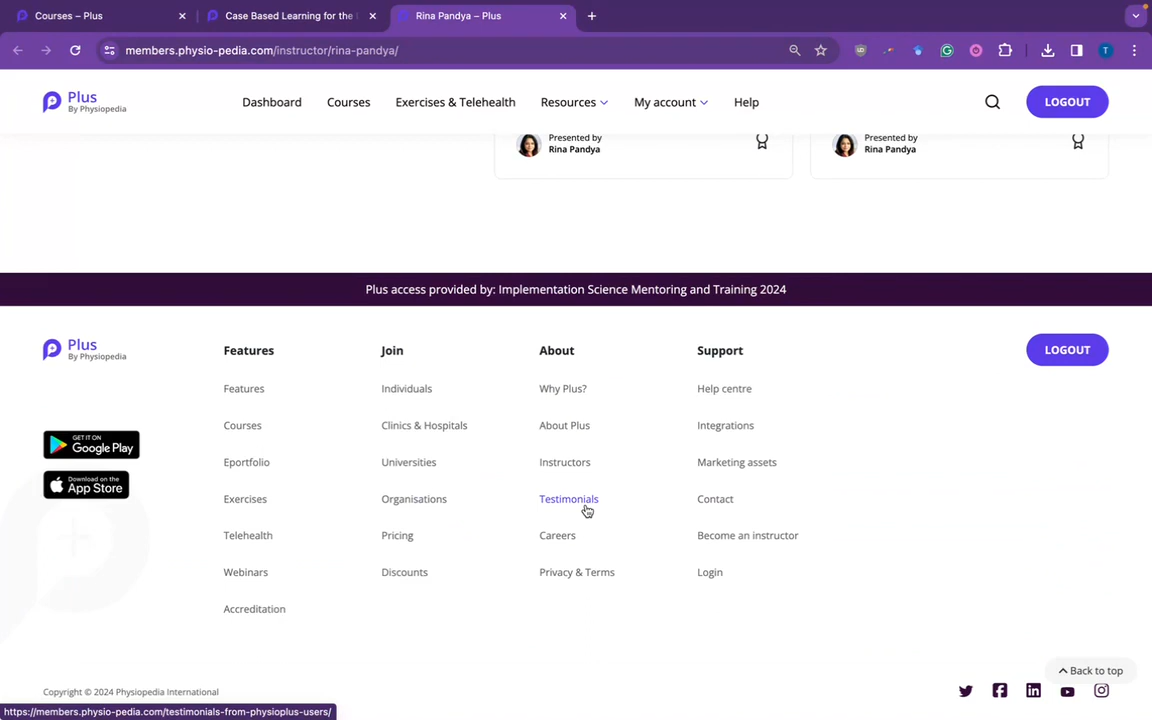 Courses – Plus
Case Based Learning for the
Rina Pandya – Plus
members.physio-pedia.com/instructor/rina-pandya/
T
Plus
By Physiopedia
Dashboard
Courses
Exercises & Telehealth
Resources
My account
Help
LOGOUT
Presented by
Rina Pandya
Presented by
Rina Pandya
Plus access provided by: Implementation Science Mentoring and Training 2024
Plus
By Physiopedia
GET IT ON
Google Play
Download on the
App Store
Features
Features
Courses
Eportfolio
Exercises
Telehealth
Webinars
Accreditation
Join
Individuals
Clinics & Hospitals
Universities
Organisations
Pricing
Discounts
About
Why Plus?
About Plus
Instructors
Testimonials
Careers
Privacy & Terms
Support
Help centre
Integrations
Marketing assets
Contact
Become an instructor
Login
LOGOUT
Back to top
Copyright © 2024 Physiopedia International
https://members.physio-pedia.com/testimonials-from-physioplus-users/